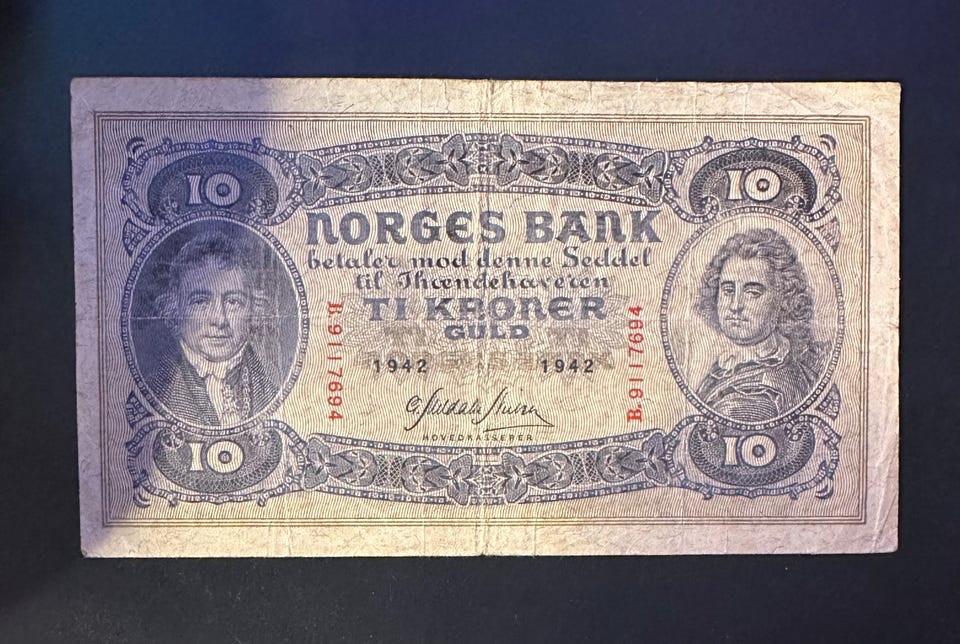 10 10
NORGES BANK
betaler mod denne Seddel
til Ihændehaveren
TI KRONER
GULD
1942 1942
B.9117694 B.9117694
HOVEDKASSERER
10 10